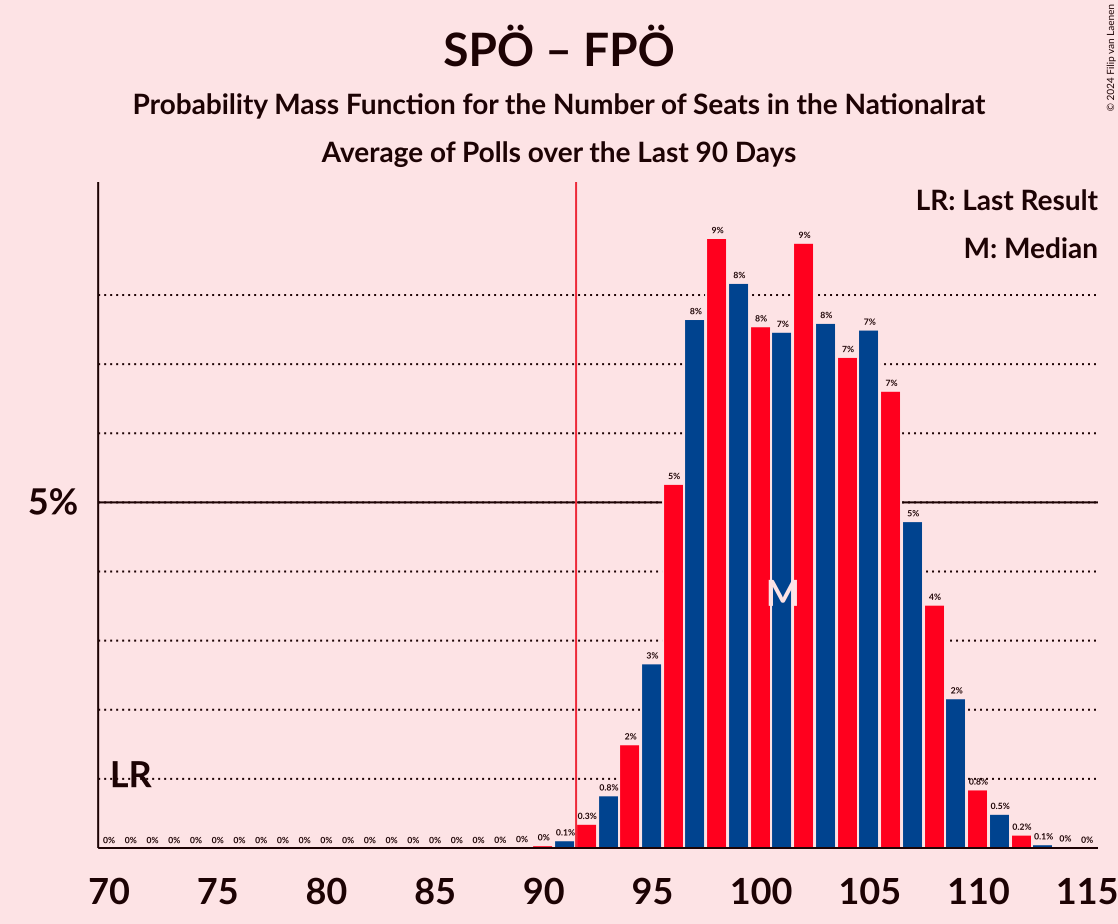 SPÖ – FPÖ
Probability Mass Function for the Number of Seats in the Nationalrat
Average of Polls over the Last 90 Days
© 2024 Filip van Laenen
LR: Last Result
M: Median
5%
LR
M
0% 0% 0% 0% 0% 0% 0% 0% 0% 0% 0% 0% 0% 0% 0% 0% 0% 0% 0% 0% 0% 0.1% 0.3% 0.8% 2% 3% 5% 8% 9% 8% 8% 7% 9% 8% 7% 7% 7% 5% 4% 2% 0.8% 0.5% 0.2% 0.1% 0% 0%
70 75 80 85 90 95 100 105 110 115